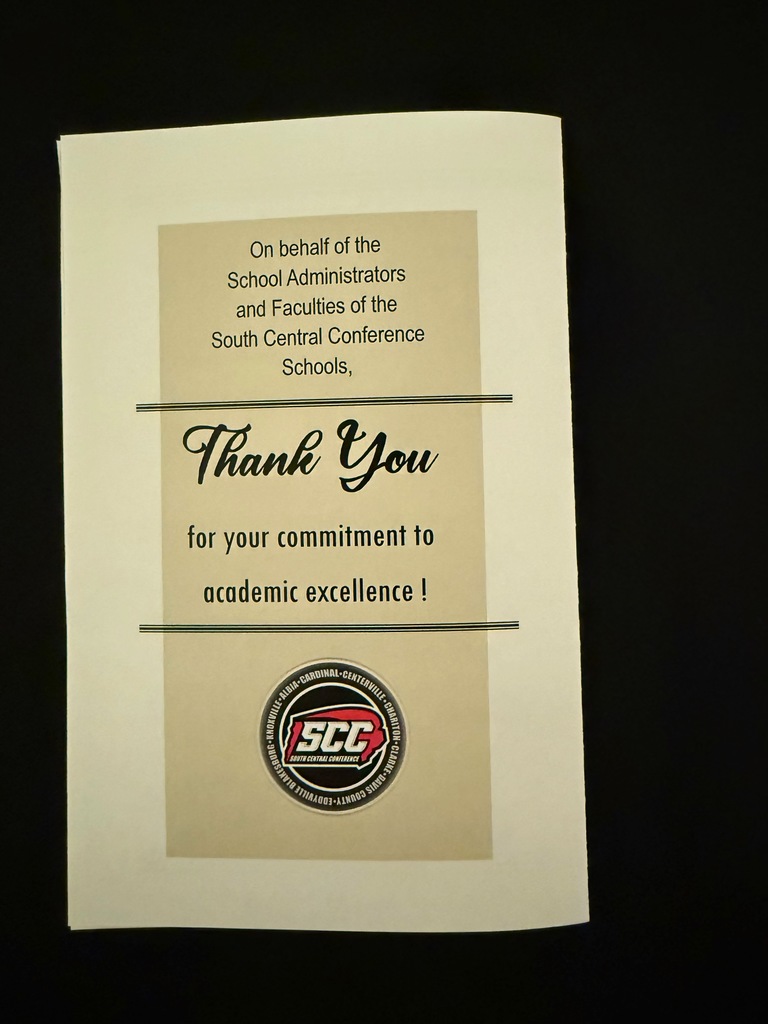 On behalf of the
School Administrators
and Faculties of the
South Central Conference
Schools,
Thank You
for your commitment to
academic excellence !
KNOXVILLE•ALBIA•CARDINAL•CENTERVILLE•CHARITON•CLARKE•DAVIS COUNTY•EDDYVILLE BLAKESBURG•
SCC
SOUTH CENTRAL CONFERENCE